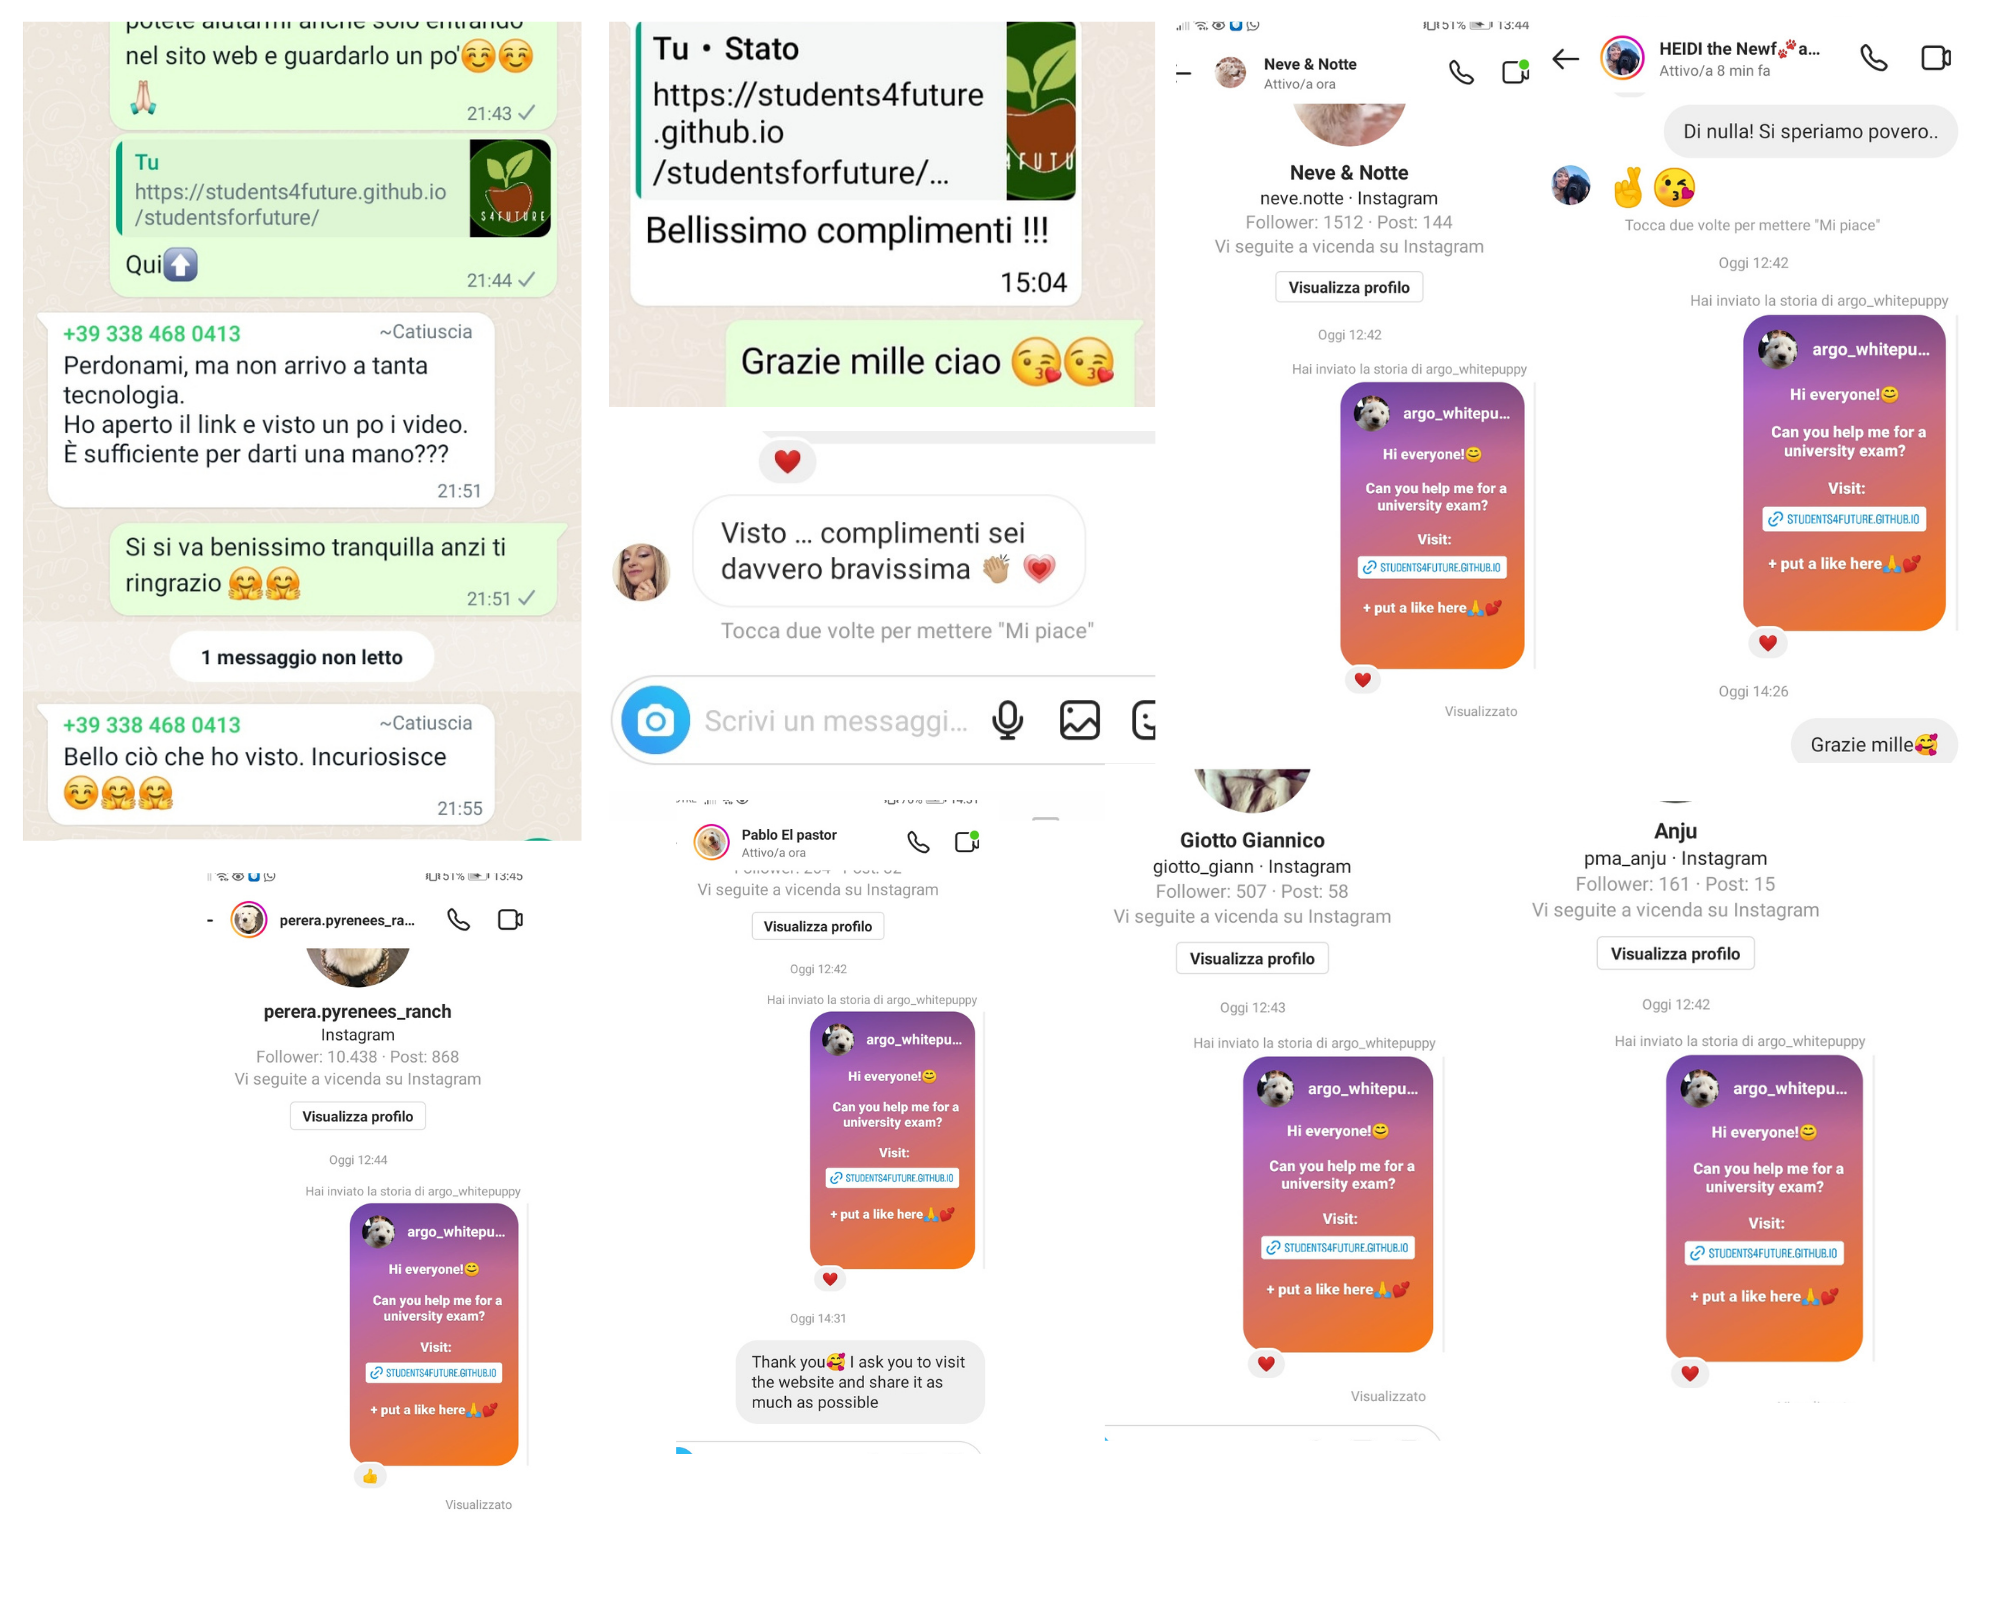 potete aiutarmi anche solo entrando
nel sito web e guardarlo un po'☺️☺️
🙏🏻
21:43
Tu
https://students4future.github.io
/studentsforfuture/
S4FUTURE
Qui⬆️
21:44
+39 338 468 0413 ~Catiuscia
Perdonami, ma non arrivo a tanta
tecnologia.
Ho aperto il link e visto un po i video.
È sufficiente per darti una mano???
21:51
Si si va benissimo tranquilla anzi ti
ringrazio 🤗🤗
21:51
1 messaggio non letto
+39 338 468 0413 ~Catiuscia
Bello ciò che ho visto. Incuriosisce
☺️🤗🤗
21:55
Tu • Stato
https://students4future
.github.io
/studentsforfuture/...
4FUTU
Bellissimo complimenti !!!
15:04
Grazie mille ciao 😘😘
❤️
Visto ... complimenti sei
davvero bravissima 👏🏼 💗
Tocca due volte per mettere "Mi piace"
Scrivi un messaggi...
51% 13:44
Neve & Notte
Attivo/a ora
Neve & Notte
neve.notte · Instagram
Follower: 1512 · Post: 144
Vi seguite a vicenda su Instagram
Visualizza profilo
Oggi 12:42
Hai inviato la storia di argo_whitepuppy
argo_whitepu...
Hi everyone!😊
Can you help me for a
university exam?
Visit:
STUDENTS4FUTURE.GITHUB.IO
+ put a like here🙏💕
❤️
Visualizzato
HEIDI the Newf🐾a...
Attivo/a 8 min fa
Di nulla! Si speriamo povero..
🤞😘
Tocca due volte per mettere "Mi piace"
Oggi 12:42
Hai inviato la storia di argo_whitepuppy
argo_whitepu...
Hi everyone!😊
Can you help me for a
university exam?
Visit:
STUDENTS4FUTURE.GITHUB.IO
+ put a like here🙏💕
❤️
Oggi 14:26
Grazie mille🥰
51% 13:45
perera.pyrenees_ra...
perera.pyrenees_ranch
Instagram
Follower: 10.438 · Post: 868
Vi seguite a vicenda su Instagram
Visualizza profilo
Oggi 12:44
Hai inviato la storia di argo_whitepuppy
argo_whitepu...
Hi everyone!😊
Can you help me for a
university exam?
Visit:
STUDENTS4FUTURE.GITHUB.IO
+ put a like here🙏💕
👍
Visualizzato
Pablo El pastor
Attivo/a ora
Vi seguite a vicenda su Instagram
Visualizza profilo
Oggi 12:42
Hai inviato la storia di argo_whitepuppy
argo_whitepu...
Hi everyone!😊
Can you help me for a
university exam?
Visit:
STUDENTS4FUTURE.GITHUB.IO
+ put a like here🙏💕
❤️
Oggi 14:31
Thank you🥰 I ask you to visit
the website and share it as
much as possible
Giotto Giannico
giotto_giann · Instagram
Follower: 507 · Post: 58
Vi seguite a vicenda su Instagram
Visualizza profilo
Oggi 12:43
Hai inviato la storia di argo_whitepuppy
argo_whitepu...
Hi everyone!😊
Can you help me for a
university exam?
Visit:
STUDENTS4FUTURE.GITHUB.IO
+ put a like here🙏💕
❤️
Visualizzato
Anju
pma_anju · Instagram
Follower: 161 · Post: 15
Vi seguite a vicenda su Instagram
Visualizza profilo
Oggi 12:42
Hai inviato la storia di argo_whitepuppy
argo_whitepu...
Hi everyone!😊
Can you help me for a
university exam?
Visit:
STUDENTS4FUTURE.GITHUB.IO
+ put a like here🙏💕
❤️